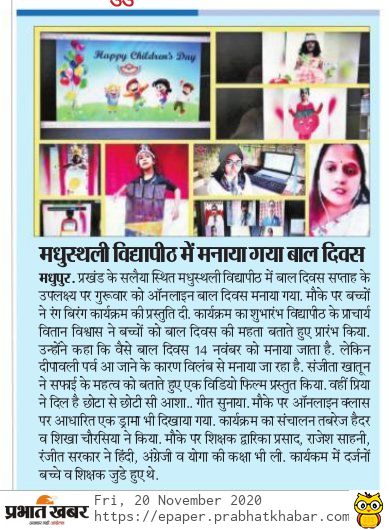 Happy Children's Day
मधुस्थली विद्यापीठ में मनाया गया बाल दिवस
मधुपुर. प्रखंड के सलैया स्थित मधुस्थली विद्यापीठ में बाल दिवस सप्ताह के
उपलक्ष्य पर गुरूवार को ऑनलाइन बाल दिवस मनाया गया. मौके पर बच्चों
ने रंग बिरंग कार्यक्रम की प्रस्तुति दी. कार्यक्रम का शुभारंभ विद्यापीठ के प्राचार्य
वितान विश्वास ने बच्चों को बाल दिवस की महता बताते हुए प्रारंभ किया.
उन्होंने कहा कि वैसे बाल दिवस 14 नवंबर को मनाया जाता है. लेकिन
दीपावली पर्व आ जाने के कारण विलंब से मनाया जा रहा है. संजीता खातून
ने सफाई के महत्व को बताते हुए एक विडियो फिल्म प्रस्तुत किया. वहीं प्रिया
ने दिल है छोटा से छोटी सी आशा.. गीत सुनाया. मौके पर ऑनलाइन क्लास
पर आधारित एक ड्रामा भी दिखाया गया. कार्यक्रम का संचालन तबरेज हैदर
व शिखा चौरसिया ने किया. मौके पर शिक्षक द्वारिका प्रसाद, राजेश साहनी,
रंजीत सरकार ने हिंदी, अंग्रेजी व योगा की कक्षा भी ली. कार्यकम में दर्जनों
बच्चे व शिक्षक जुड़े हुए थे.
प्रभात खबर
Fri, 20 November 2020
https://epaper.prabhatkhabar.com